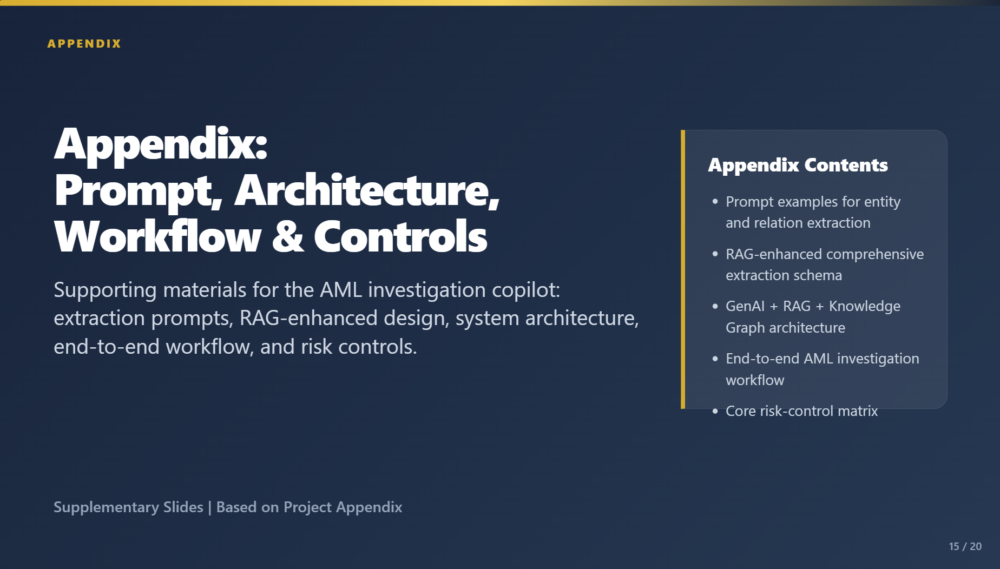 APPENDIX
Appendix:
Prompt, Architecture,
Workflow & Controls
Supporting materials for the AML investigation copilot:
extraction prompts, RAG-enhanced design, system architecture,
end-to-end workflow, and risk controls.
Appendix Contents
• Prompt examples for entity
and relation extraction
• RAG-enhanced comprehensive
extraction schema
• GenAI + RAG + Knowledge
Graph architecture
• End-to-end AML investigation
workflow
• Core risk-control matrix
Supplementary Slides | Based on Project Appendix
15 / 20